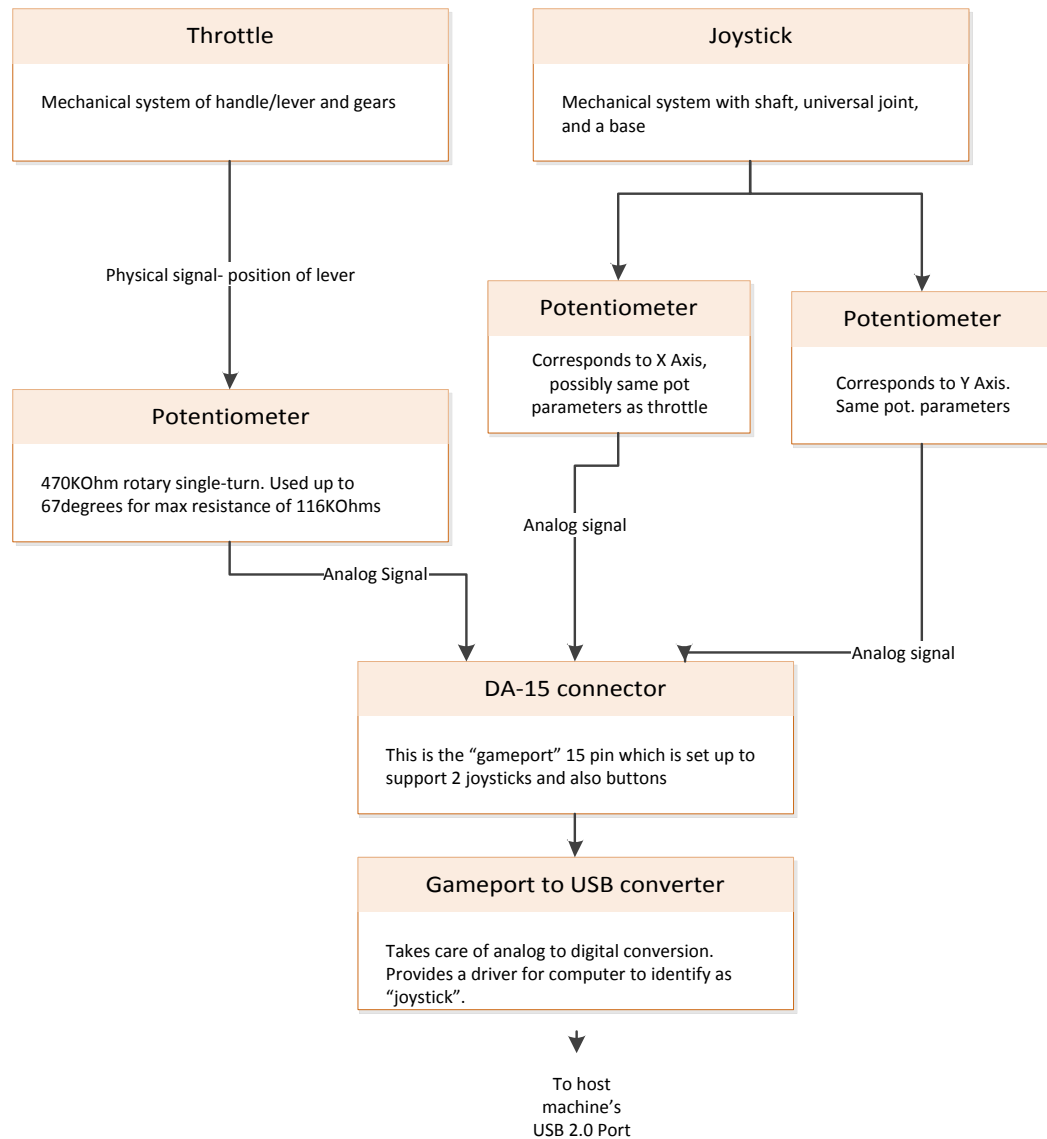 Throttle
Mechanical system of handle/lever and gears
Joystick
Mechanical system with shaft, universal joint,
and a base
Physical signal- position of lever
Potentiometer
Corresponds to X Axis,
possibly same pot
parameters as throttle
Potentiometer
Corresponds to Y Axis.
Same pot. parameters
Potentiometer
470KOhm rotary single-turn. Used up to
67degrees for max resistance of 116KOhms
Analog signal
Analog Signal
Analog signal
DA-15 connector
This is the “gameport” 15 pin which is set up to
support 2 joysticks and also buttons
Gameport to USB converter
Takes care of analog to digital conversion.
Provides a driver for computer to identify as
“joystick”.
To host
machine’s
USB 2.0 Port